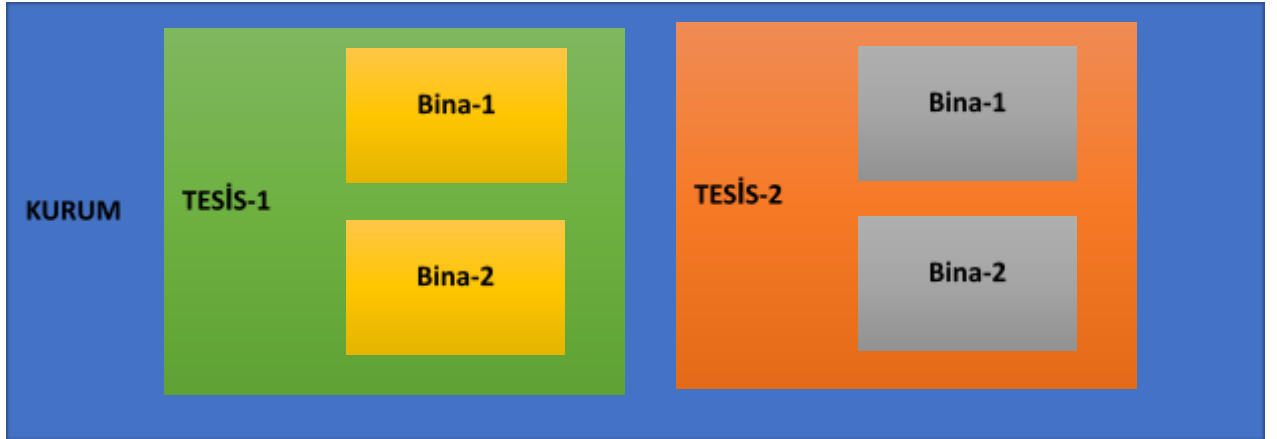 KURUM
TESİS-1
Bina-1
Bina-2
TESİS-2
Bina-1
Bina-2